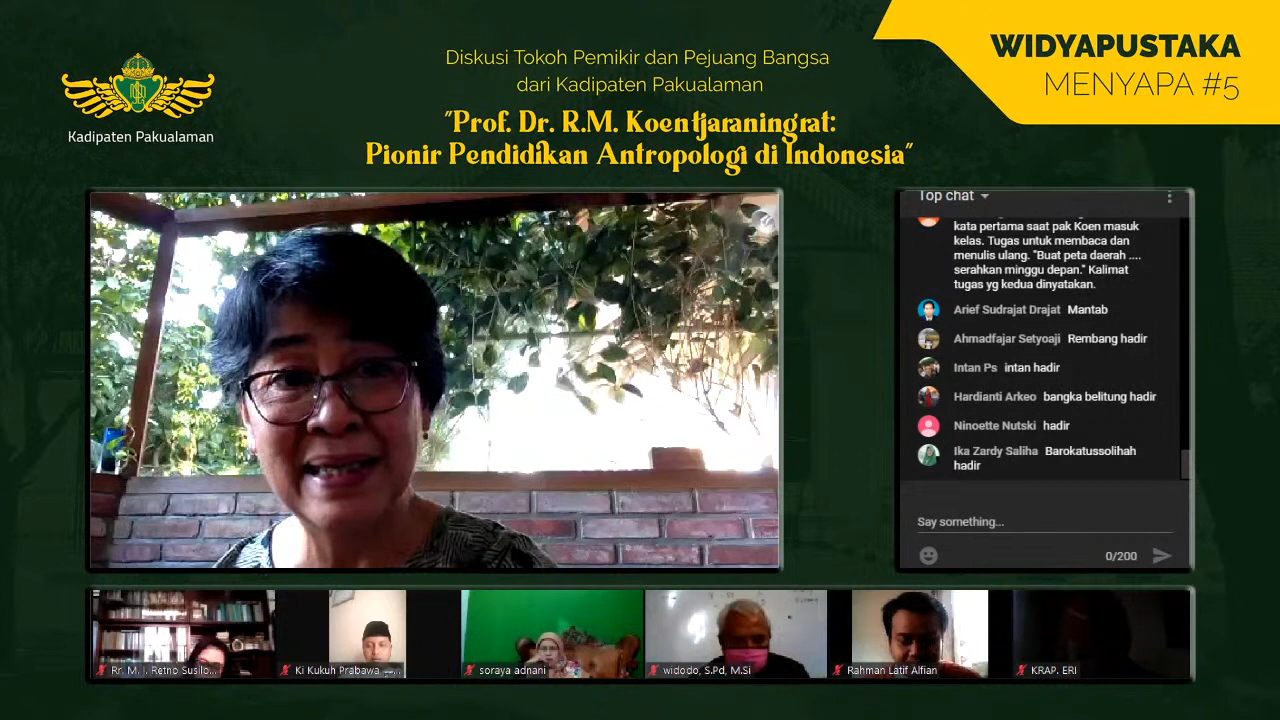 WIDYAPUSTAKA
MENYAPA #5
Diskusi Tokoh Pemikir dan Pejuang Bangsa
dari Kadipaten Pakualaman
"Prof. Dr. R.M. Koentjaraningrat:
Pionir Pendidikan Antropologi di Indonesia"
Kadipaten Pakualaman
Top chat
kata pertama saat pak Koen masuk
kelas. Tugas untuk membaca dan
menulis ulang. "Buat peta daerah ....
serahkan minggu depan." Kalimat
tugas yg kedua dinyatakan.
Arief Sudrajat Drajat Mantab
Ahmadfajar Setyoaji Rembang hadir
Intan Ps intan hadir
Hardianti Arkeo bangka belitung hadir
Ninoette Nutski hadir
Ika Zardy Saliha Barokatussolihah
hadir
Say something...
0/200
Rr. M. I. Retno Susilo...
Ki Kukuh Prabawa
soraya adnani
widodo, S.Pd, M.Si
Rahman Latif Alfian
KRAP. ERI